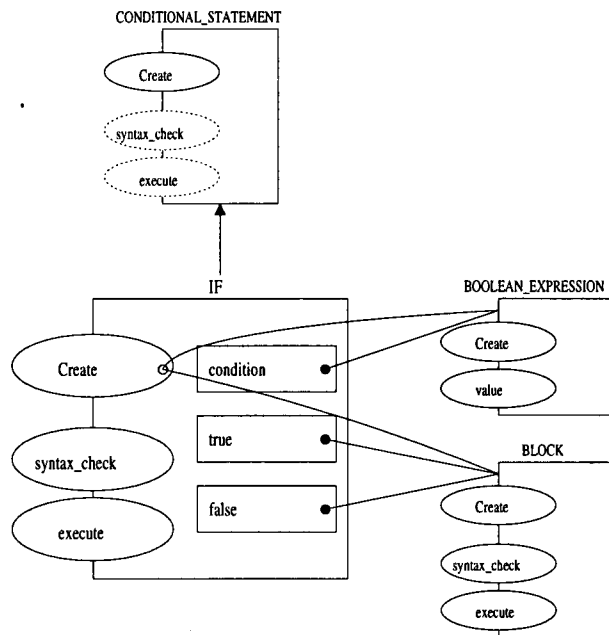 CONDITIONAL_STATEMENT
Create
syntax_check
execute
IF
Create
condition
true
syntax_check
false
execute
BOOLEAN_EXPRESSION
Create
value
BLOCK
Create
syntax_check
execute